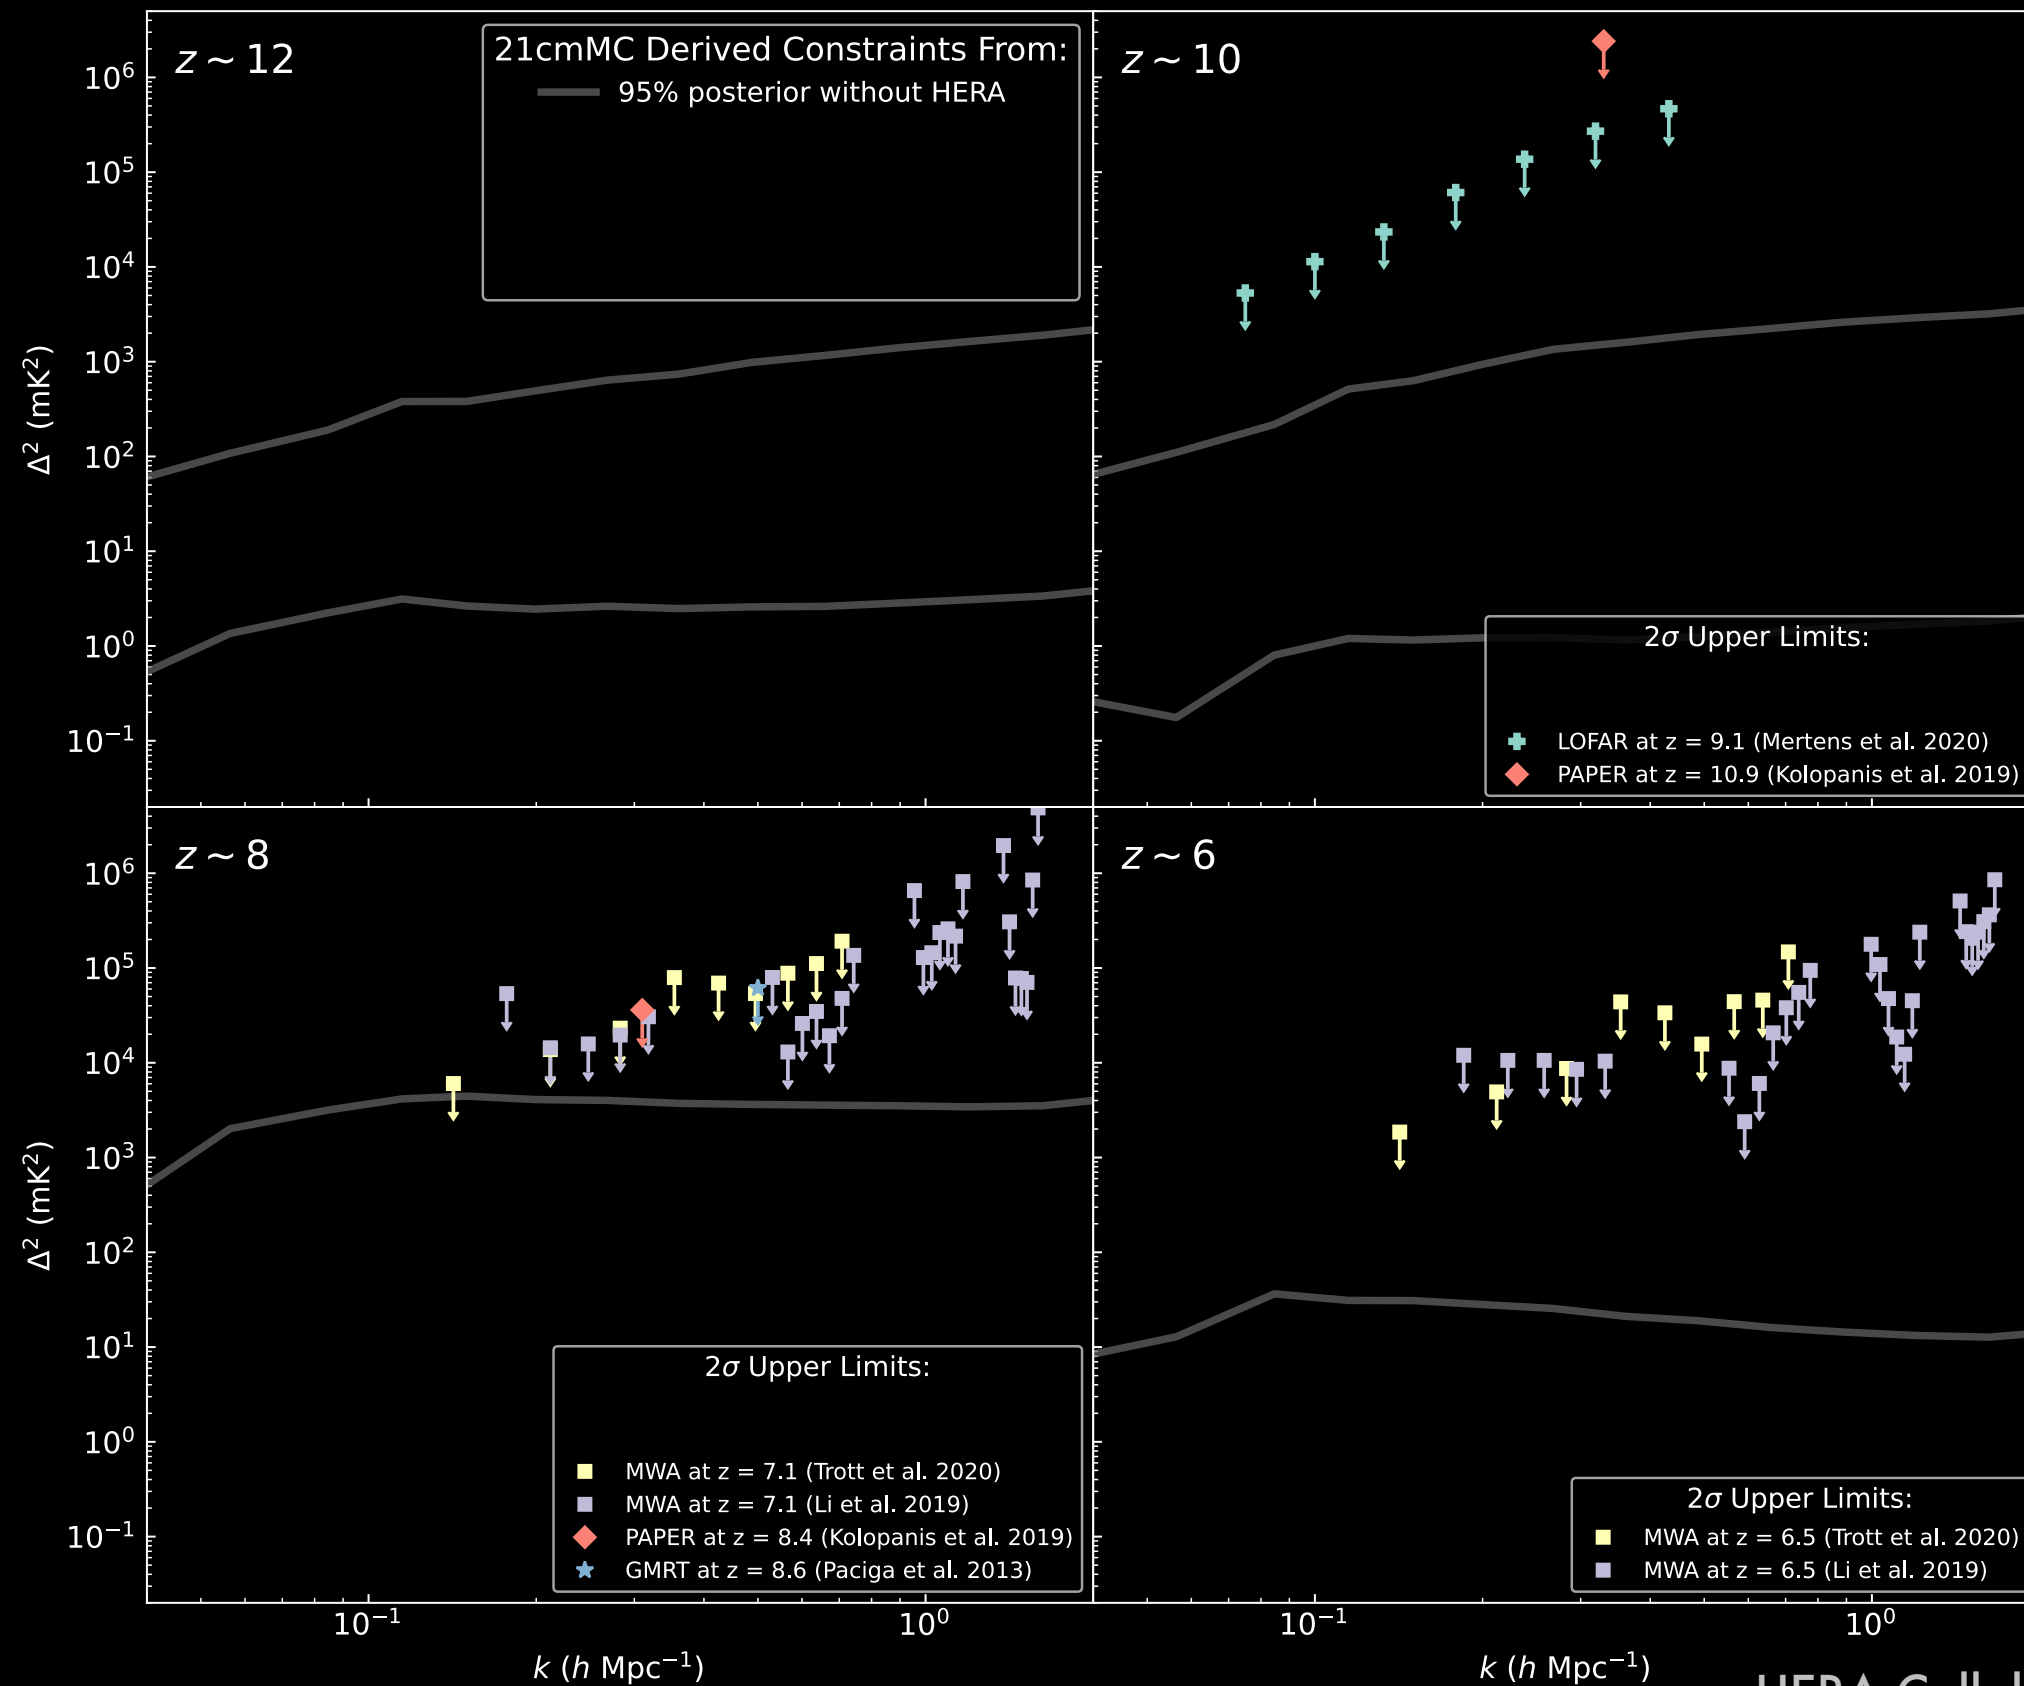 z ~ 12
21cmMC Derived Constraints From:
95% posterior without HERA
z ~ 10
10⁶
10⁵
10⁴
10³
10²
10¹
10⁰
10⁻¹
Δ² (mK²)
2σ Upper Limits:
LOFAR at z = 9.1 (Mertens et al. 2020)
PAPER at z = 10.9 (Kolopanis et al. 2019)
z ~ 8
z ~ 6
10⁶
10⁵
10⁴
10³
10²
10¹
10⁰
10⁻¹
Δ² (mK²)
2σ Upper Limits:
MWA at z = 7.1 (Trott et al. 2020)
MWA at z = 7.1 (Li et al. 2019)
PAPER at z = 8.4 (Kolopanis et al. 2019)
GMRT at z = 8.6 (Paciga et al. 2013)
2σ Upper Limits:
MWA at z = 6.5 (Trott et al. 2020)
MWA at z = 6.5 (Li et al. 2019)
10⁻¹ 10⁰ 10⁻¹ 10⁰
k (h Mpc⁻¹) k (h Mpc⁻¹)
HERA